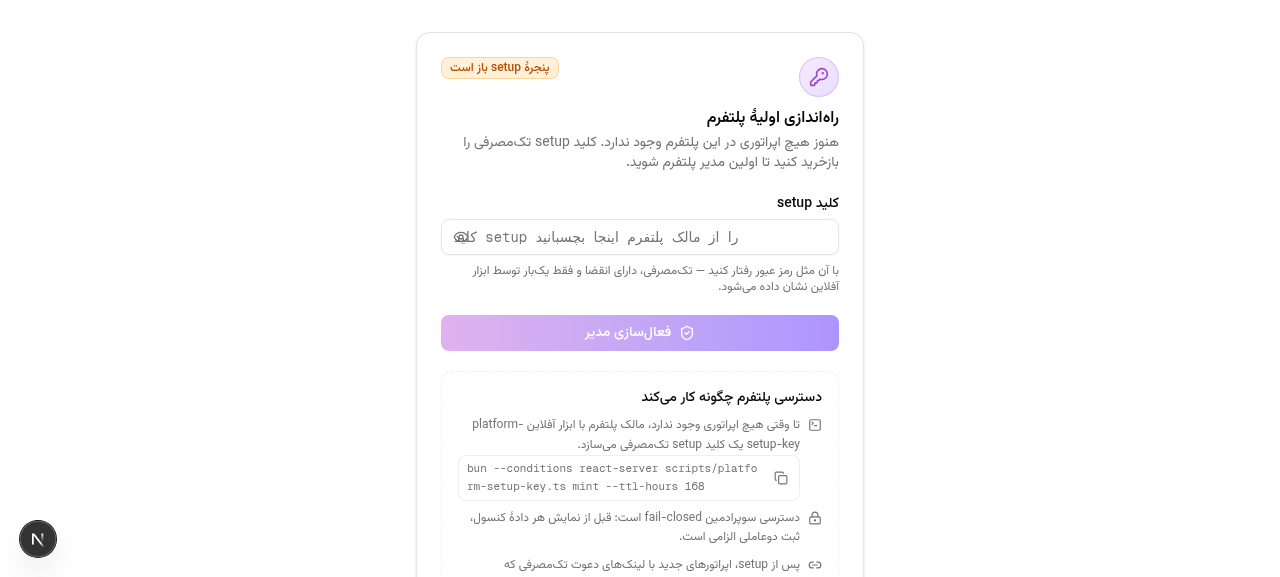 پنجرهٔ setup باز است
راه‌اندازی اولیهٔ پلتفرم
هنوز هیچ اپراتوری در این پلتفرم وجود ندارد. کلید setup تک‌مصرفی را
بازخرید کنید تا اولین مدیر پلتفرم شوید.
کلید setup
کلید setup را از مالک پلتفرم اینجا بچسبانید
با آن مثل رمز عبور رفتار کنید — تک‌مصرفی، دارای انقضا و فقط یک‌بار توسط ابزار
آفلاین نشان داده می‌شود.
فعال‌سازی مدیر
دسترسی پلتفرم چگونه کار می‌کند
تا وقتی هیچ اپراتوری وجود ندارد، مالک پلتفرم با ابزار آفلاین platform-
setup-key یک کلید setup تک‌مصرفی می‌سازد.
bun --conditions react-server scripts/platfo
rm-setup-key.ts mint --ttl-hours 168
دسترسی سوپرادمین fail-closed است: قبل از نمایش هر دادهٔ کنسول،
ثبت دوعاملی الزامی است.
پس از setup، اپراتورهای جدید با لینک‌های دعوت تک‌مصرفی که
N